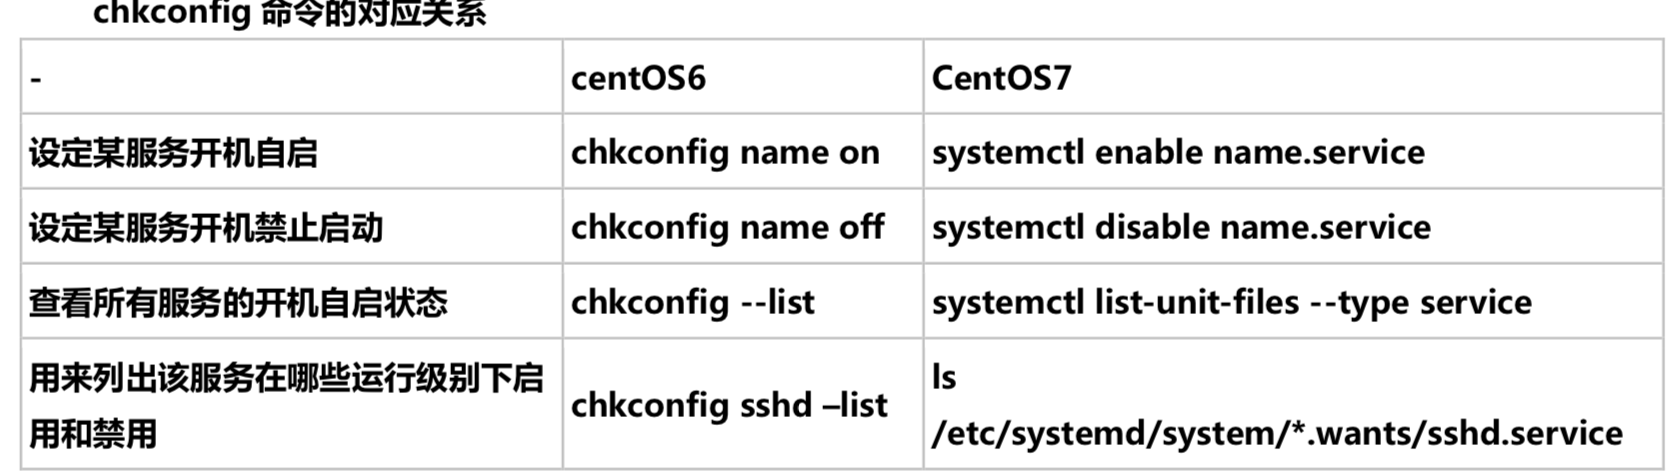 chkconfig 命令的对应关系
- centOS6 CentOS7
设定某服务开机自启 chkconfig name on systemctl enable name.service
设定某服务开机禁止启动 chkconfig name off systemctl disable name.service
查看所有服务的开机自启状态 chkconfig --list systemctl list-unit-files --type service
用来列出该服务在哪些运行级别下启
用和禁用
chkconfig sshd –list
ls
/etc/systemd/system/*.wants/sshd.service